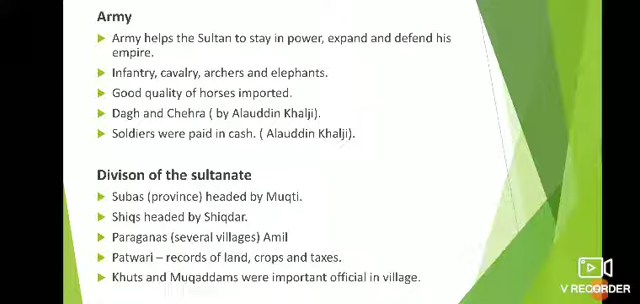 Army
Army helps the Sultan to stay in power, expand and defend his
empire.
Infantry, cavalry, archers and elephants.
Good quality of horses imported.
Dagh and Chehra ( by Alauddin Khalji).
Soldiers were paid in cash. ( Alauddin Khalji).
Divison of the sultanate
Subas (province) headed by Muqti.
Shiqs headed by Shiqdar.
Paraganas (several villages) Amil
Patwari – records of land, crops and taxes.
Khuts and Muqaddams were important official in village.
V RECORDER